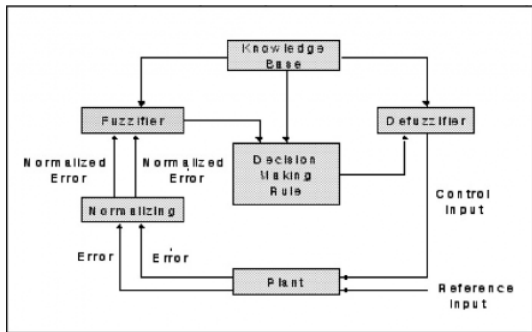 Knowledge
Base
Fuzzifier
Defuzzifier
Normalized
Error
Normalized
Error
Decision
Making
Rule
Normalizing
Control
Input
Error
Error
Plant
Reference
Input